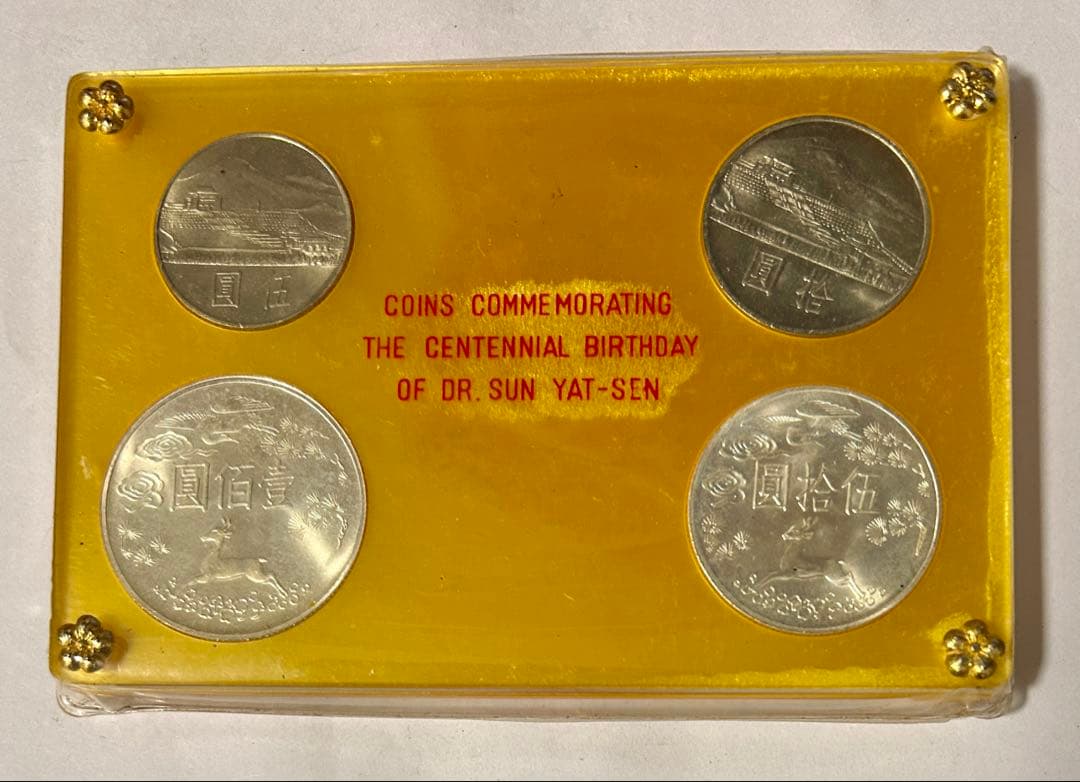 圓 伍
圓 拾
COINS COMMEMORATING
THE CENTENNIAL BIRTHDAY
OF DR. SUN YAT-SEN
圓佰壹
圓拾伍